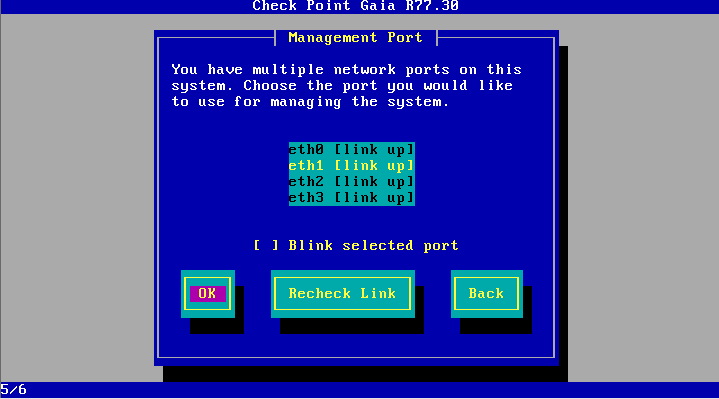 Check Point Gaia R77.30
Management Port
You have multiple network ports on this
system. Choose the port you would like
to use for managing the system.
eth0 [link up]
eth1 [link up]
eth2 [link up]
eth3 [link up]
[ ] Blink selected port
OK Recheck Link Back
5/6